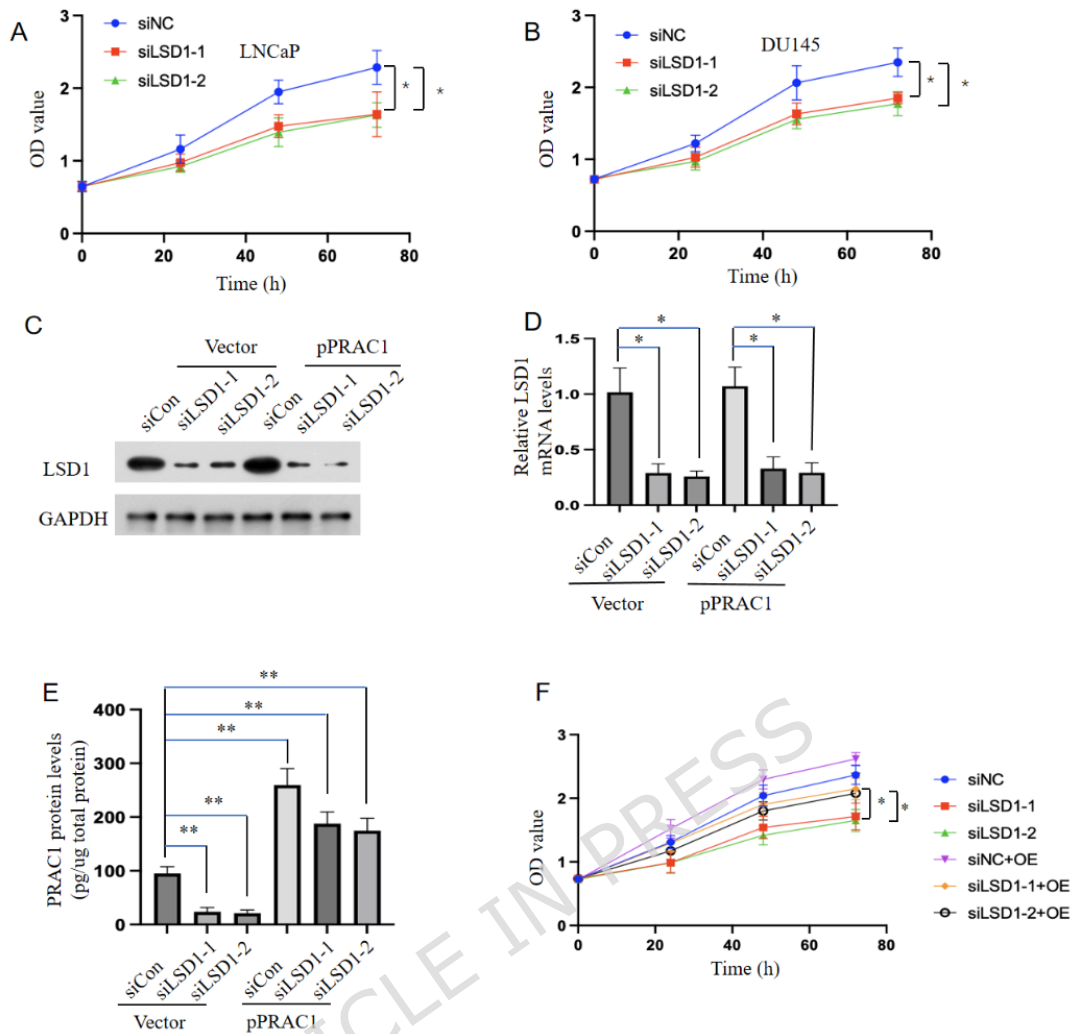 A
siNC
siLSD1-1
siLSD1-2
LNCaP
*
*
3
2
1
0
OD value
0
20
40
60
80
Time (h)
B
siNC
siLSD1-1
siLSD1-2
DU145
*
*
3
2
1
0
OD value
0
20
40
60
80
Time (h)
C
Vector
pPRAC1
siCon
siLSD1-1
siLSD1-2
siCon
siLSD1-1
siLSD1-2
LSD1
GAPDH
D
*
*
*
*
Relative LSD1
mRNA levels
1.5
1.0
0.5
0.0
siCon
siLSD1-1
siLSD1-2
siCon
siLSD1-1
siLSD1-2
Vector
pPRAC1
E
**
**
**
**
**
PRAC1 protein levels
(pg/ug total protein)
400
300
200
100
0
siCon
siLSD1-1
siLSD1-2
siCon
siLSD1-1
siLSD1-2
Vector
pPRAC1
F
3
2
1
0
OD value
0
20
40
60
80
Time (h)
*
*
siNC
siLSD1-1
siLSD1-2
siNC+OE
siLSD1-1+OE
siLSD1-2+OE
ICLE IN PRESS